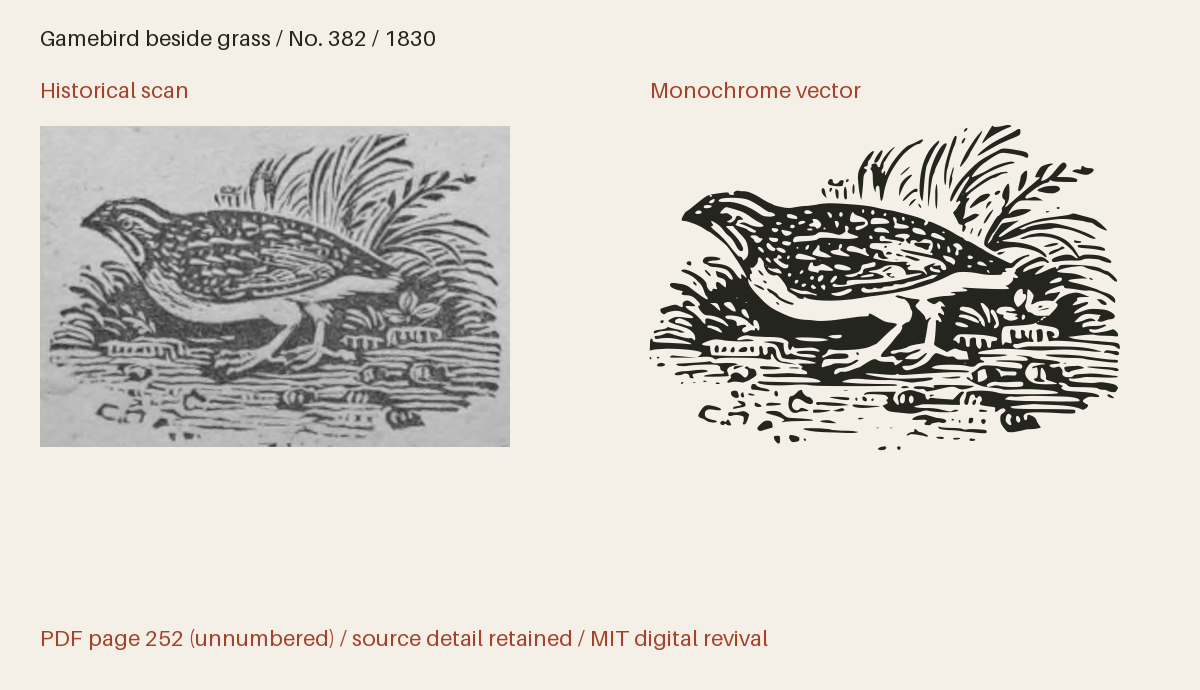 Gamebird beside grass / No. 382 / 1830
Historical scan
Monochrome vector
PDF page 252 (unnumbered) / source detail retained / MIT digital revival